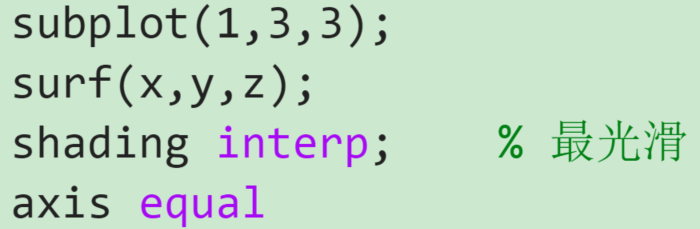 subplot(1,3,3);
surf(x,y,z);
shading interp;     % 最光滑
axis equal